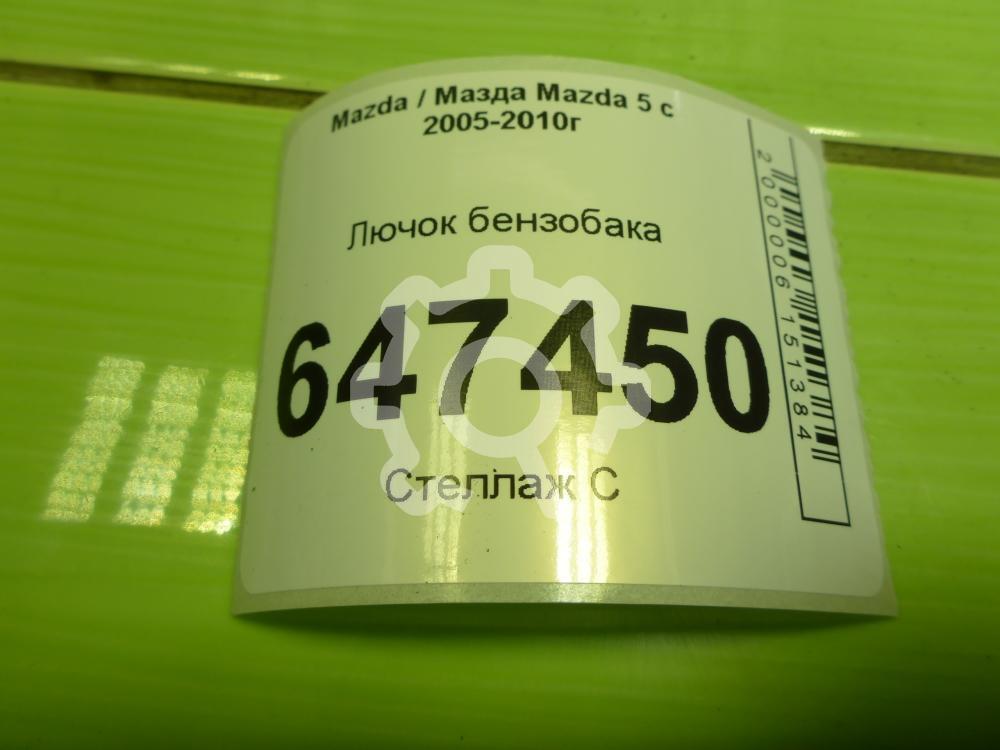 Mazda / Мазда Mazda 5 с
2005-2010г
Лючок бензобака
647450
Стеллаж С
2000006151384